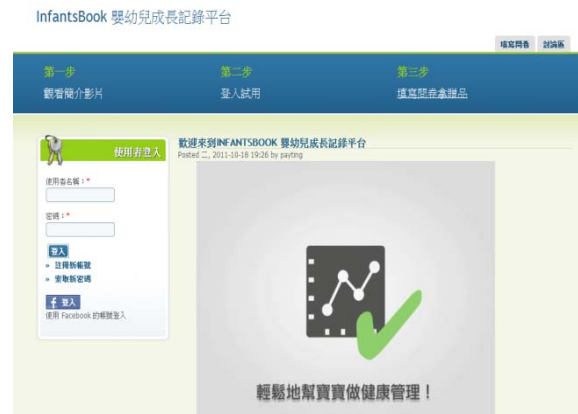 InfantsBook 嬰幼兒成長記錄平台
填寫問卷 討論區
第一步 第二步 第三步
觀看簡介影片 登入試用 填寫問卷拿贈品
使用者登入
歡迎來到INFANTSBOOK 嬰幼兒成長記錄平台
Posted 二, 2011-10-18 19:26 by payting
使用者名稱：*
密碼：*
登入
» 註冊新帳號
» 索取新密碼
f 登入
使用 Facebook 的帳號登入
輕鬆地幫寶寶做健康管理！